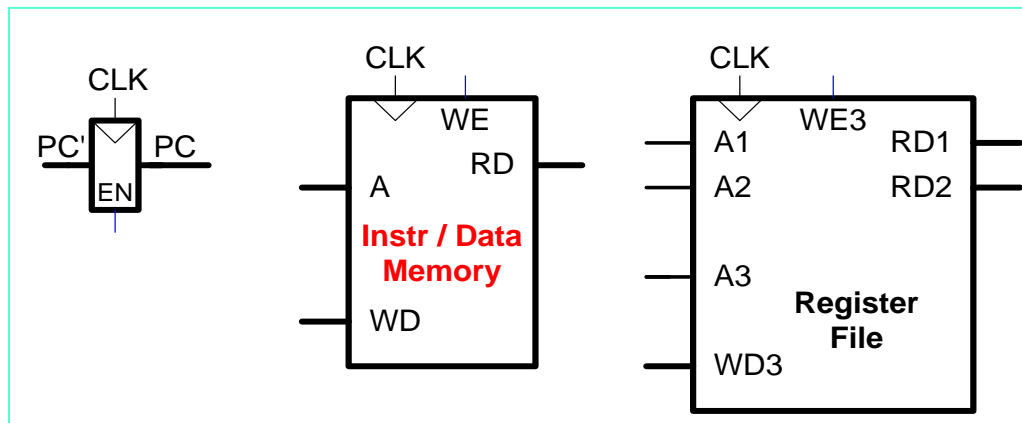 CLK
PC' PC
EN
CLK
WE
RD
A
Instr / Data
Memory
WD
CLK
WE3
A1 RD1
A2 RD2
A3
Register
File
WD3